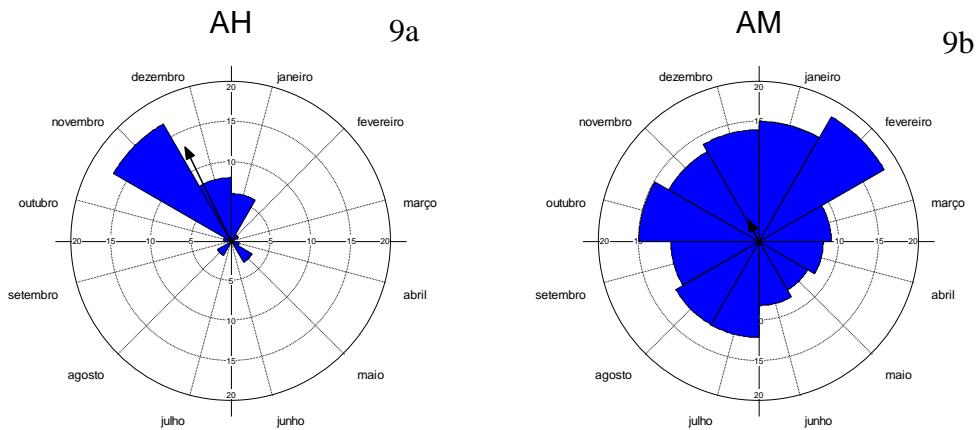 AH
9a
dezembro
janeiro
novembro
fevereiro
outubro
março
setembro
abril
agosto
maio
julho
junho
20
15
10
5
5
10
15
20
20 15 10 5
5 10 15 20
AM
9b
dezembro
janeiro
novembro
fevereiro
outubro
março
setembro
abril
agosto
maio
julho
junho
20
15
15
20
20 15
10 15 20